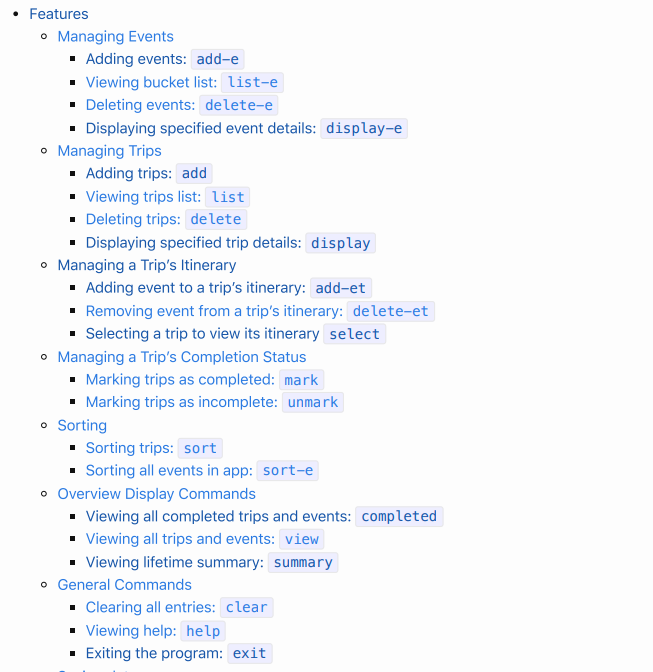 Features
Managing Events
Adding events: add-e
Viewing bucket list: list-e
Deleting events: delete-e
Displaying specified event details: display-e
Managing Trips
Adding trips: add
Viewing trips list: list
Deleting trips: delete
Displaying specified trip details: display
Managing a Trip’s Itinerary
Adding event to a trip’s itinerary: add-et
Removing event from a trip’s itinerary: delete-et
Selecting a trip to view its itinerary select
Managing a Trip’s Completion Status
Marking trips as completed: mark
Marking trips as incomplete: unmark
Sorting
Sorting trips: sort
Sorting all events in app: sort-e
Overview Display Commands
Viewing all completed trips and events: completed
Viewing all trips and events: view
Viewing lifetime summary: summary
General Commands
Clearing all entries: clear
Viewing help: help
Exiting the program: exit